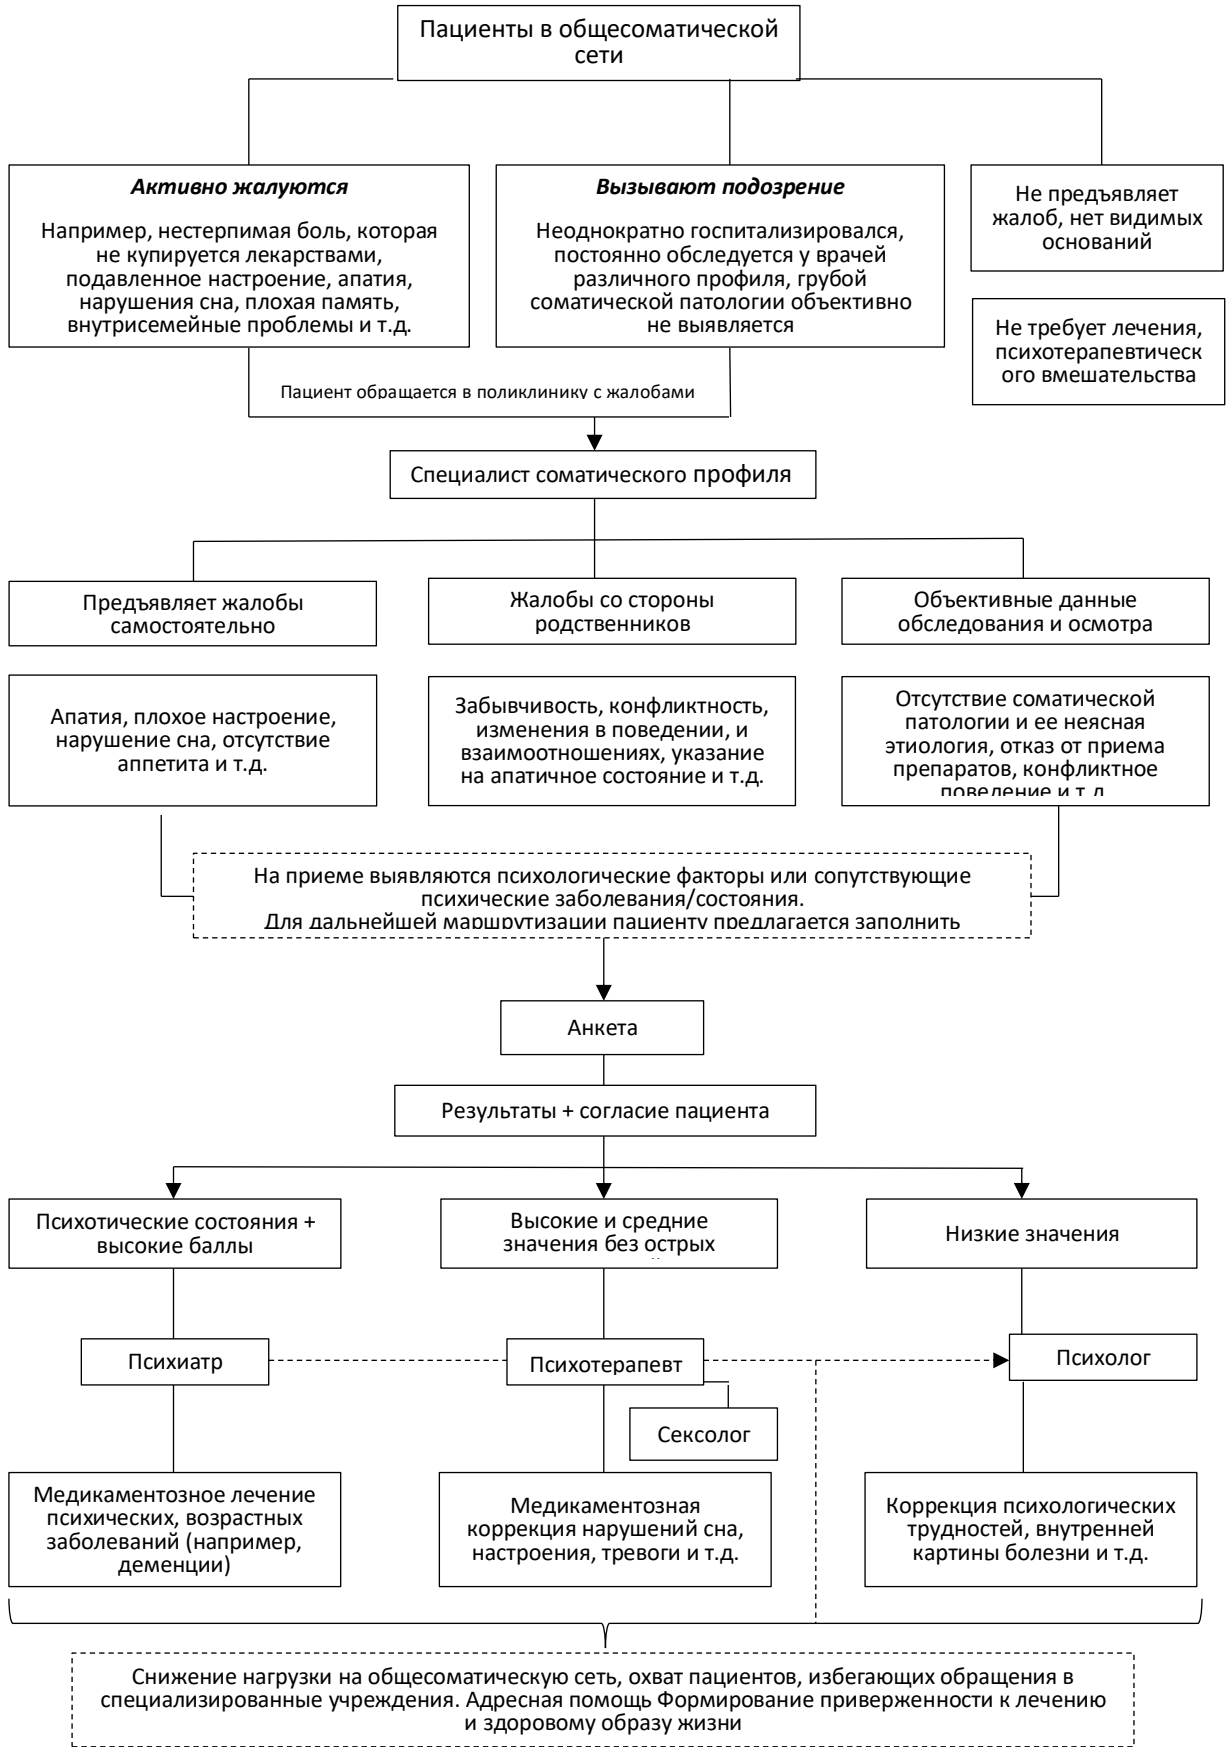 Пациенты в общесоматической
сети
Активно жалуются
Например, нестерпимая боль, которая
не купируется лекарствами,
подавленное настроение, апатия,
нарушения сна, плохая память,
внутрисемейные проблемы и т.д.
Вызывают подозрение
Неоднократно госпитализировался,
постоянно обследуется у врачей
различного профиля, грубой
соматической патологии объективно
не выявляется
Не предъявляет
жалоб, нет видимых
оснований
Не требует лечения,
психотерапевтическ
ого вмешательства
Пациент обращается в поликлинику с жалобами
Специалист соматического профиля
Предъявляет жалобы
самостоятельно
Жалобы со стороны
родственников
Объективные данные
обследования и осмотра
Апатия, плохое настроение,
нарушение сна, отсутствие
аппетита и т.д.
Забывчивость, конфликтность,
изменения в поведении, и
взаимоотношениях, указание
на апатичное состояние и т.д.
Отсутствие соматической
патологии и ее неясная
этиология, отказ от приема
препаратов, конфликтное
поведение и т.д.
На приеме выявляются психологические факторы или сопутствующие
психические заболевания/состояния.
Для дальнейшей маршрутизации пациенту предлагается заполнить
Анкета
Результаты + согласие пациента
Психотические состояния +
высокие баллы
Высокие и средние
значения без острых
Низкие значения
Психиатр
Психотерапевт
Психолог
Сексолог
Медикаментозное лечение
психических, возрастных
заболеваний (например,
деменции)
Медикаментозная
коррекция нарушений сна,
настроения, тревоги и т.д.
Коррекция психологических
трудностей, внутренней
картины болезни и т.д.
Снижение нагрузки на общесоматическую сеть, охват пациентов, избегающих обращения в
специализированные учреждения. Адресная помощь Формирование приверженности к лечению
и здоровому образу жизни